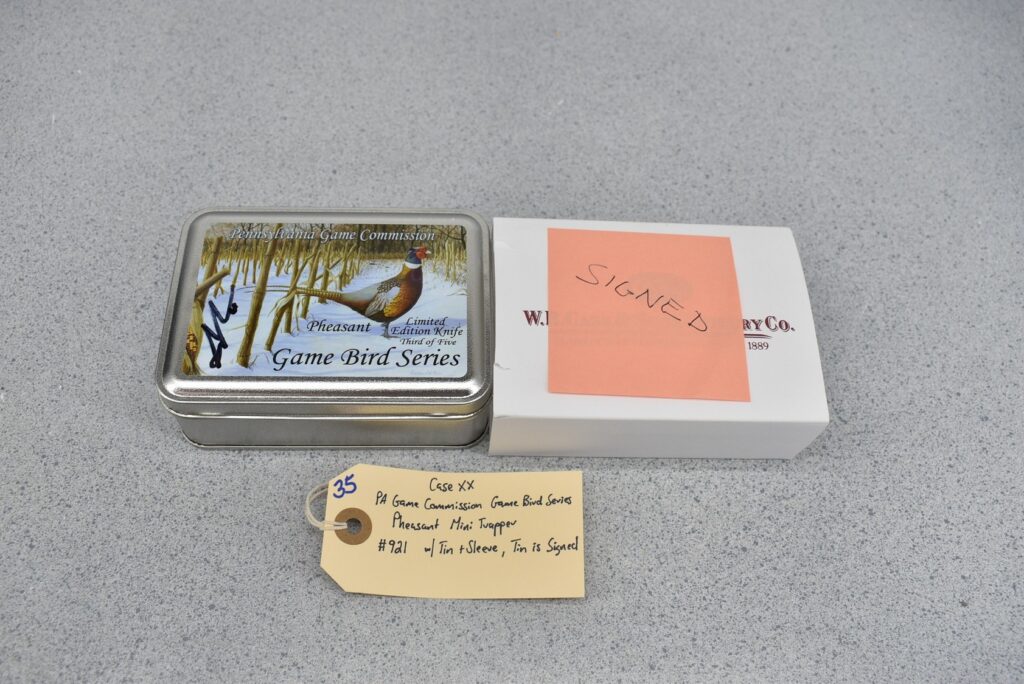 Pennsylvania Game Commission
Pheasant
Limited
Edition Knife
Third of Five
Game Bird Series
SIGNED
W.R. RY CO.
1889
35
Case XX
PA Game Commission Game Bird Series
Pheasant Mini Trapper
#921 w/ Tin + Sleeve, Tin is Signed